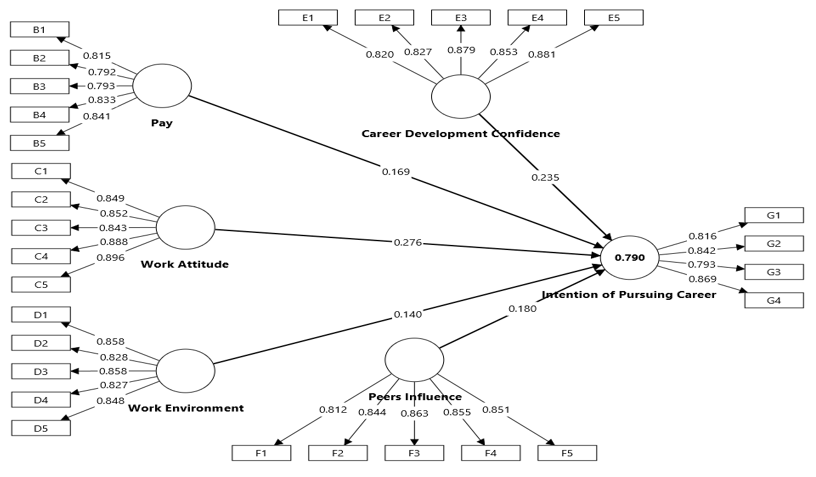 E1 E2 E3 E4 E5
0.820 0.827 0.879 0.853 0.881
Career Development Confidence
B1
B2
B3
B4
B5
0.815
0.792
0.793
0.833
0.841
Pay
0.169
0.235
C1
C2
C3
C4
C5
0.849
0.852
0.843
0.888
0.896
Work Attitude
0.276
0.790
Intention of Pursuing Career
0.816
0.842
0.793
0.869
G1
G2
G3
G4
D1
D2
D3
D4
D5
0.858
0.828
0.858
0.827
0.848
Work Environment
0.140
0.180
Peers Influence
0.812 0.844 0.863 0.855 0.851
F1 F2 F3 F4 F5